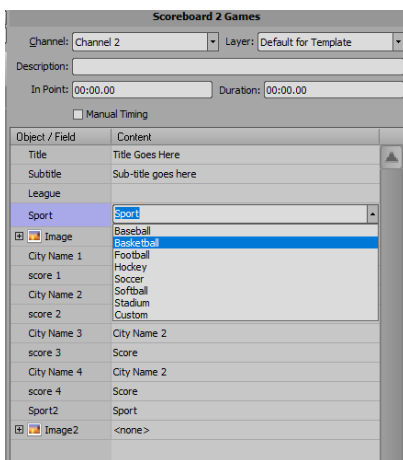 Scoreboard 2 Games
Channel: Channel 2 Layer: Default for Template
Description:
In Point: 00:00.00 Duration: 00:00.00
Manual Timing
Object / Field Content
Title Title Goes Here
Subtitle Sub-title goes here
League
Sport Sport
Image Baseball
Basketball
City Name 1 Football
Hockey
score 1 Soccer
City Name 2 Softball
Stadium
score 2 Custom
City Name 3 City Name 2
score 3 Score
City Name 4 City Name 2
score 4 Score
Sport2 Sport
Image2 <none>